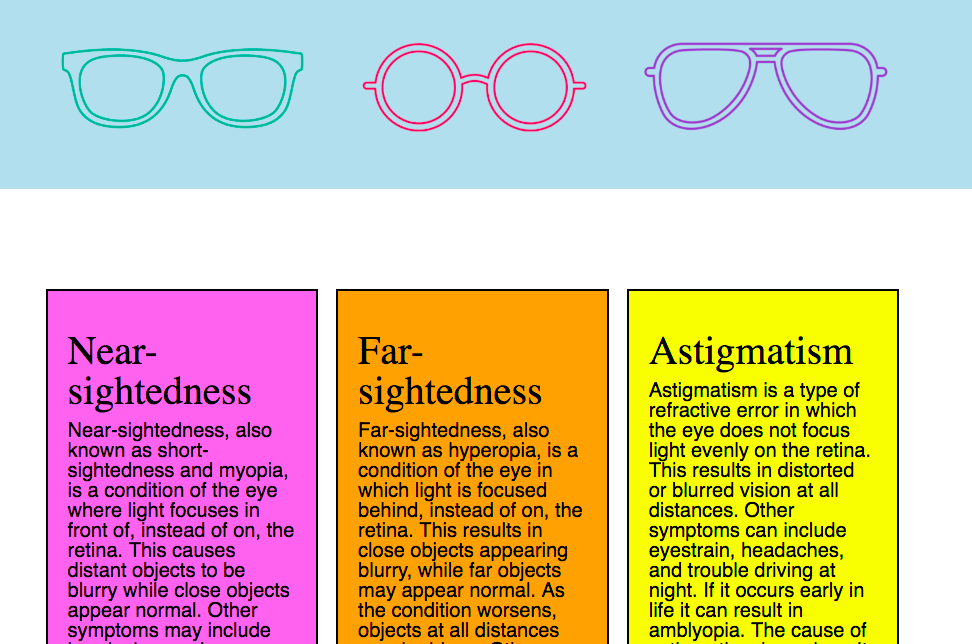 Near-
sightedness
Near-sightedness, also
known as short-
sightedness and myopia,
is a condition of the eye
where light focuses in
front of, instead of on, the
retina. This causes
distant objects to be
blurry while close objects
appear normal. Other
symptoms may include
Far-
sightedness
Far-sightedness, also
known as hyperopia, is a
condition of the eye in
which light is focused
behind, instead of on, the
retina. This results in
close objects appearing
blurry, while far objects
may appear normal. As
the condition worsens,
objects at all distances
Astigmatism
Astigmatism is a type of
refractive error in which
the eye does not focus
light evenly on the retina.
This results in distorted
or blurred vision at all
distances. Other
symptoms can include
eyestrain, headaches,
and trouble driving at
night. If it occurs early in
life it can result in
amblyopia. The cause of